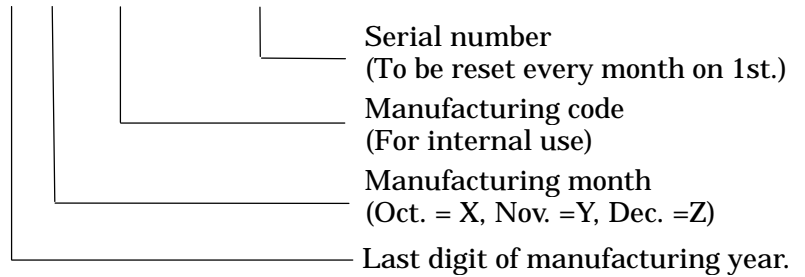 Serial number
(To be reset every month on 1st.)
Manufacturing code
(For internal use)
Manufacturing month
(Oct. = X, Nov. =Y, Dec. =Z)
Last digit of manufacturing year.